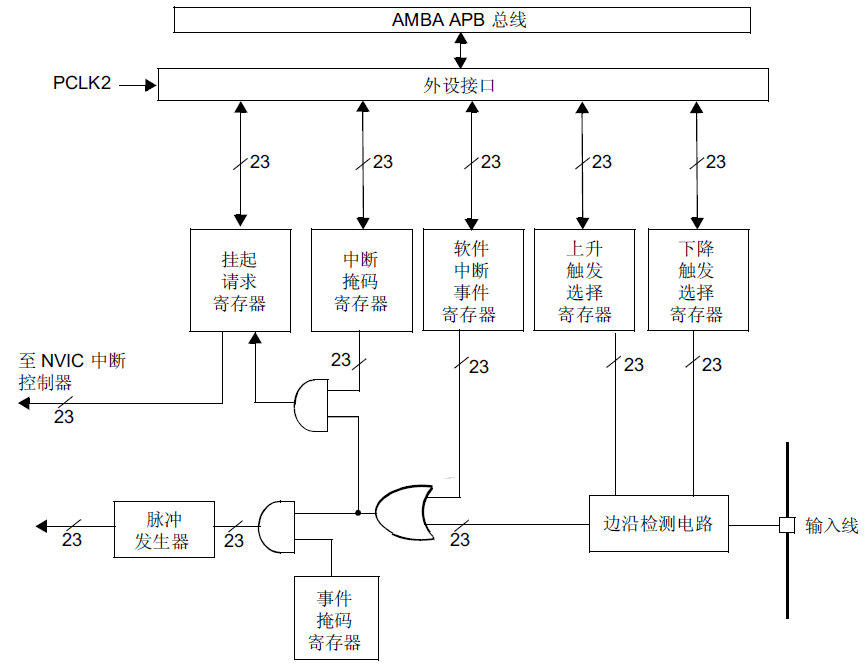 AMBA APB 总线
PCLK2
外设接口
23
23
23
23
23
挂起
请求
寄存器
中断
掩码
寄存器
软件
中断
事件
寄存器
上升
触发
选择
寄存器
下降
触发
选择
寄存器
至 NVIC 中断
控制器
23
23
23
23
23
脉冲
发生器
23
23
23
边沿检测电路
输入线
事件
掩码
寄存器